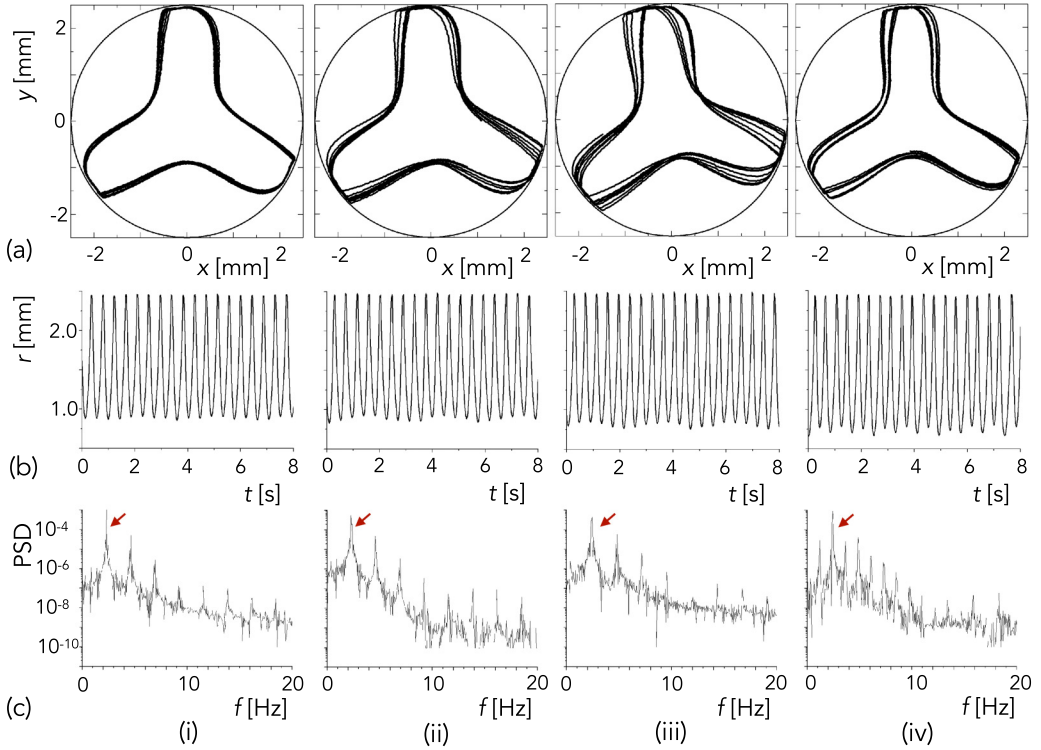 2
0
-2
y [mm]
(a)
-2 0 2 -2 0 2 -2 0 2 -2 0 2
x [mm] x [mm] x [mm] x [mm]
r [mm]
2.0
1.0
(b)
0 2 4 6 8 0 2 4 6 8 0 2 4 6 8 0 2 4 6 8
t [s] t [s] t [s] t [s]
PSD
10-4
10-6
10-8
10-10
0 10 20 0 10 20 0 10 20 0 10 20
(c)
f [Hz] f [Hz] f [Hz] f [Hz]
(i) (ii) (iii) (iv)